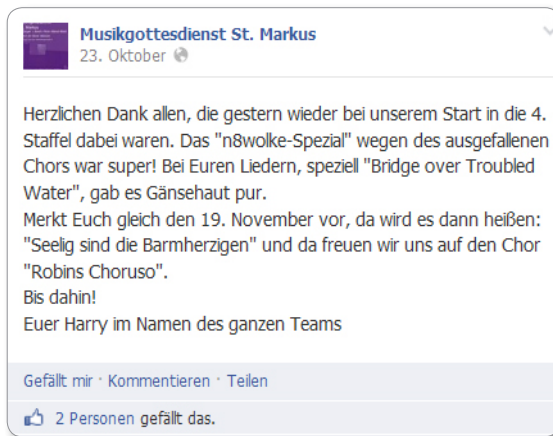 Musikgottesdienst St. Markus
23. Oktober
Herzlichen Dank allen, die gestern wieder bei unserem Start in die 4.
Staffel dabei waren. Das "n8wolke-Spezial" wegen des ausgefallenen
Chors war super! Bei Euren Liedern, speziell "Bridge over Troubled
Water", gab es Gänsehaut pur.
Merkt Euch gleich den 19. November vor, da wird es dann heißen:
"Seelig sind die Barmherzigen" und da freuen wir uns auf den Chor
"Robins Choruso".
Bis dahin!
Euer Harry im Namen des ganzen Teams
Gefällt mir · Kommentieren · Teilen
2 Personen gefällt das.